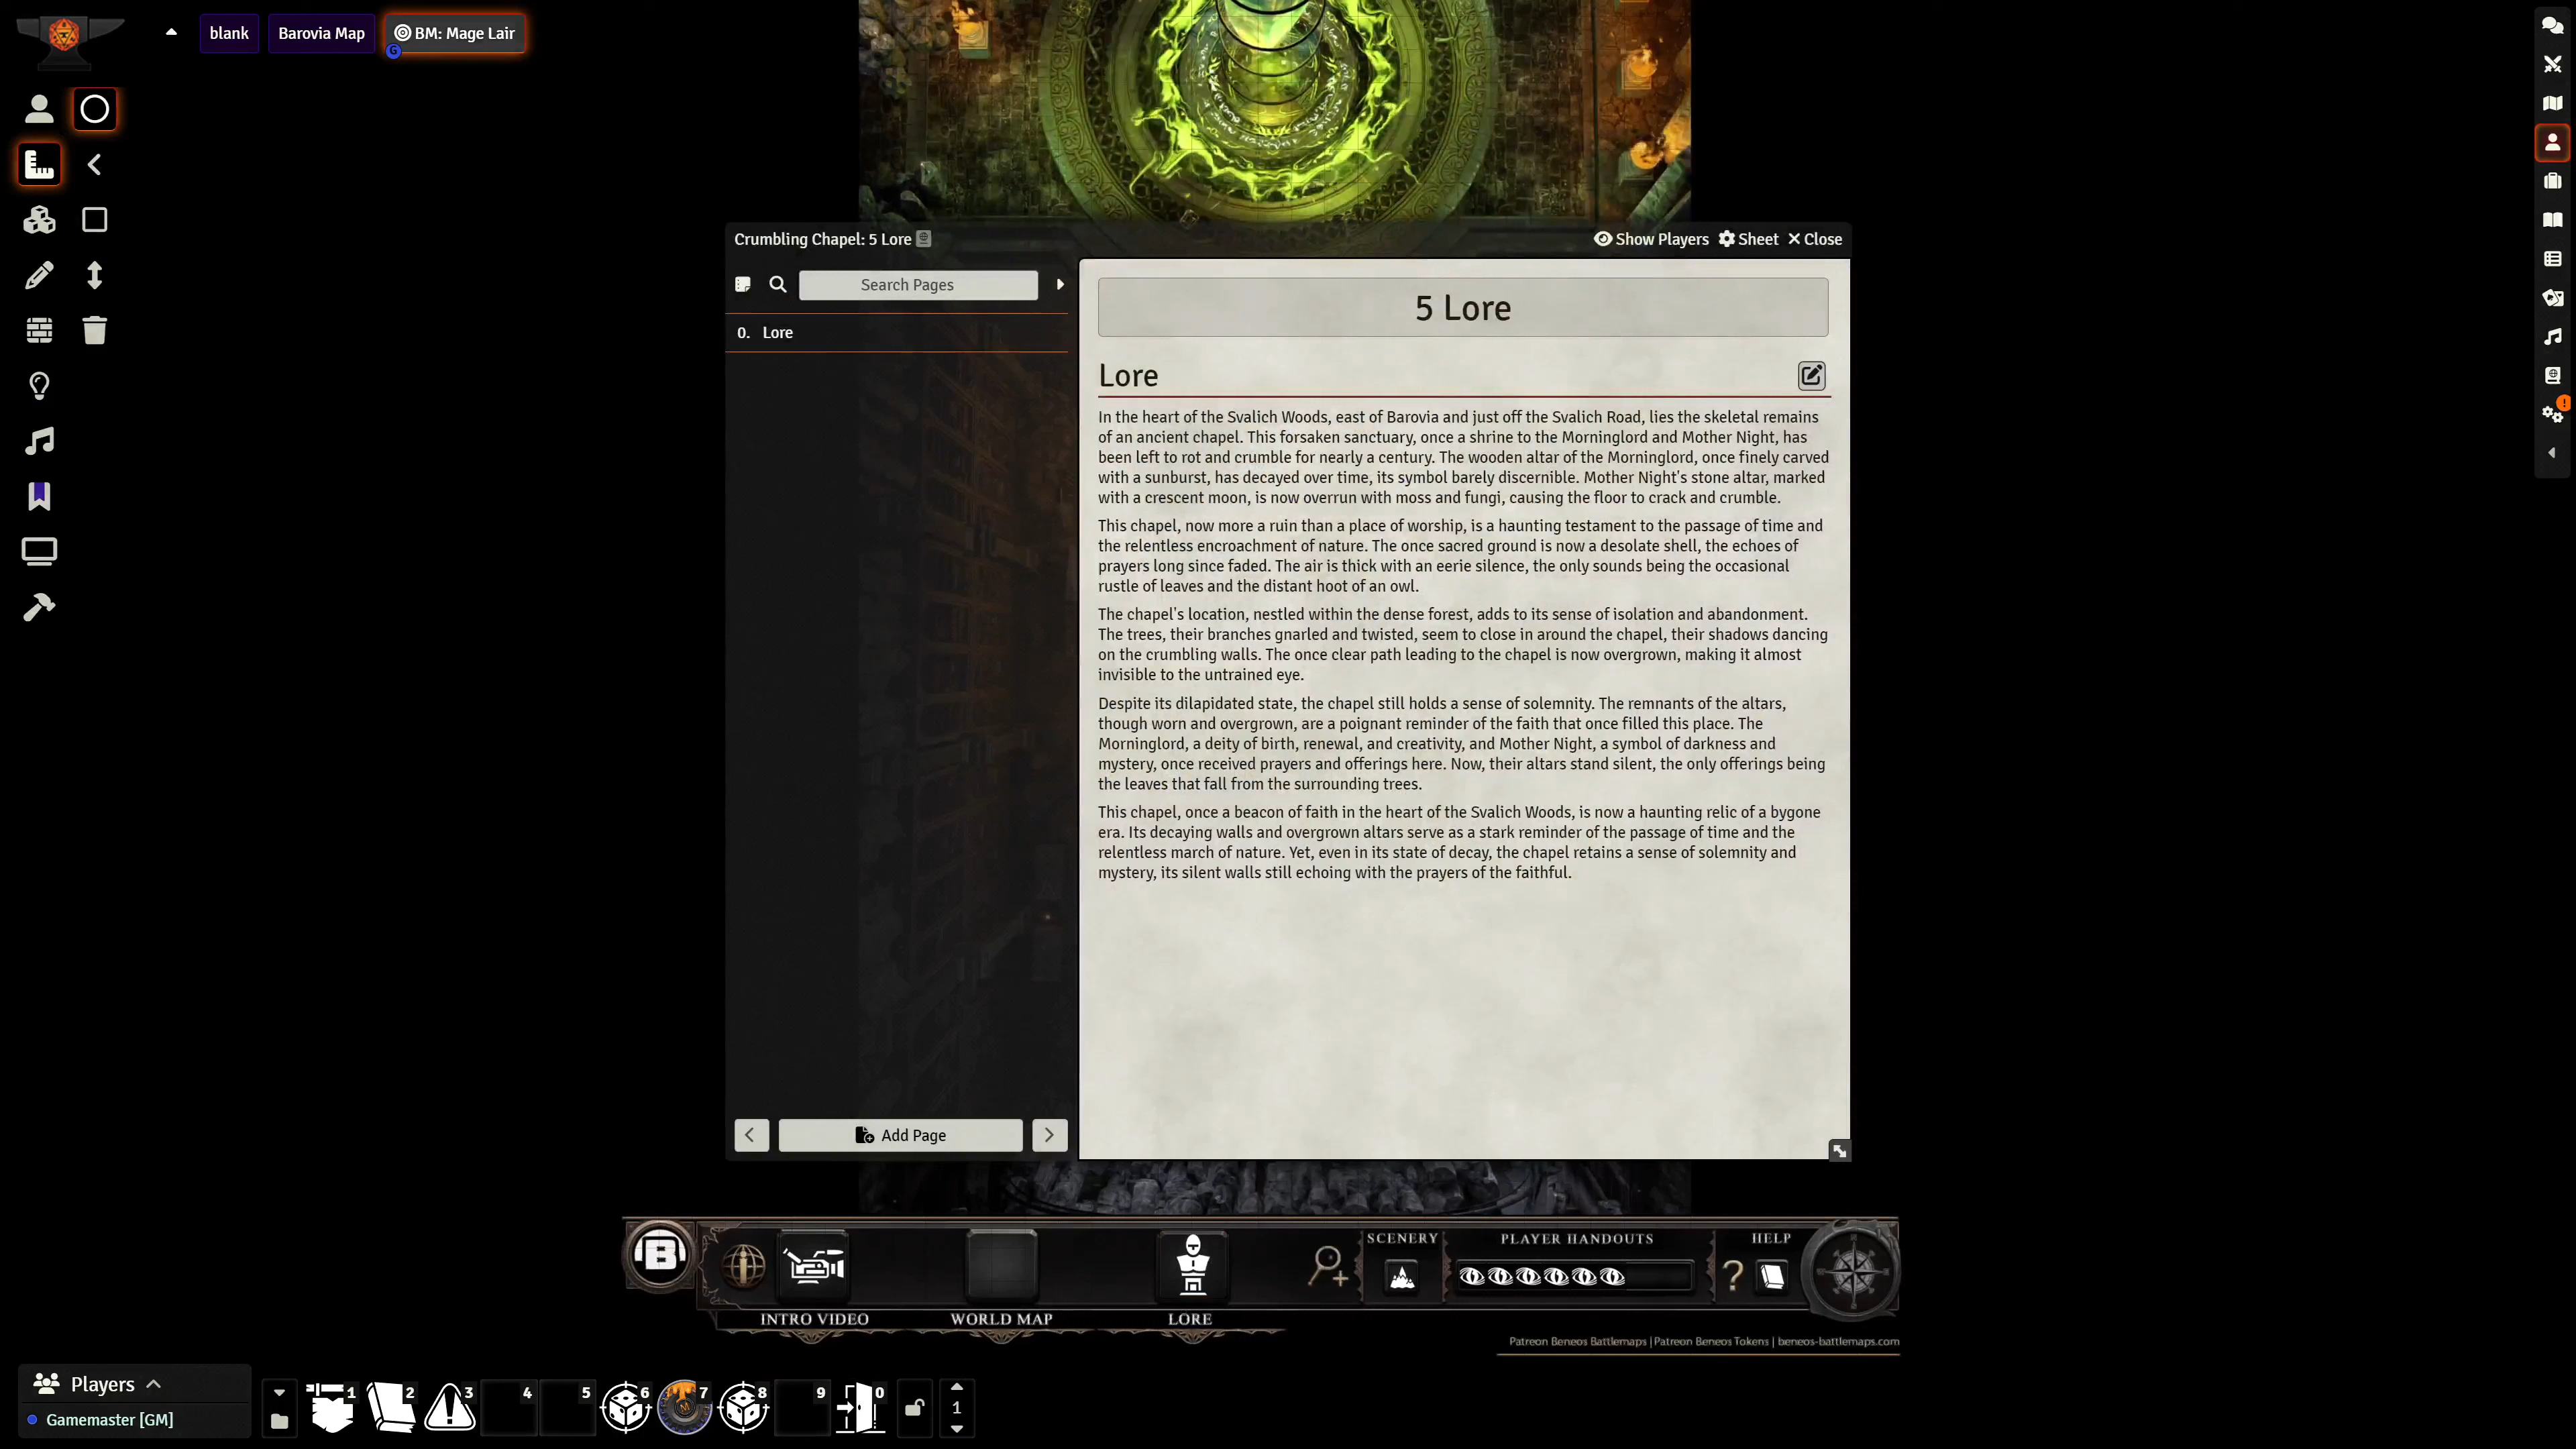 blank
Barovia Map
BM: Mage Lair
G
Crumbling Chapel: 5 Lore
Show Players
Sheet
Close
Search Pages
0. Lore
5 Lore
Lore
In the heart of the Svalich Woods, east of Barovia and just off the Svalich Road, lies the skeletal remains
of an ancient chapel. This forsaken sanctuary, once a shrine to the Morninglord and Mother Night, has
been left to rot and crumble for nearly a century. The wooden altar of the Morninglord, once finely carved
with a sunburst, has decayed over time, its symbol barely discernible. Mother Night's stone altar, marked
with a crescent moon, is now overrun with moss and fungi, causing the floor to crack and crumble.
This chapel, now more a ruin than a place of worship, is a haunting testament to the passage of time and
the relentless encroachment of nature. The once sacred ground is now a desolate shell, the echoes of
prayers long since faded. The air is thick with an eerie silence, the only sounds being the occasional
rustle of leaves and the distant hoot of an owl.
The chapel's location, nestled within the dense forest, adds to its sense of isolation and abandonment.
The trees, their branches gnarled and twisted, seem to close in around the chapel, their shadows dancing
on the crumbling walls. The once clear path leading to the chapel is now overgrown, making it almost
invisible to the untrained eye.
Despite its dilapidated state, the chapel still holds a sense of solemnity. The remnants of the altars,
though worn and overgrown, are a poignant reminder of the faith that once filled this place. The
Morninglord, a deity of birth, renewal, and creativity, and Mother Night, a symbol of darkness and
mystery, once received prayers and offerings here. Now, their altars stand silent, the only offerings being
the leaves that fall from the surrounding trees.
This chapel, once a beacon of faith in the heart of the Svalich Woods, is now a haunting relic of a bygone
era. Its decaying walls and overgrown altars serve as a stark reminder of the passage of time and the
relentless march of nature. Yet, even in its state of decay, the chapel retains a sense of solemnity and
mystery, its silent walls still echoing with the prayers of the faithful.
Add Page
B
SCENERY
PLAYER HANDOUTS
HELP
?
INTRO VIDEO
WORLD MAP
LORE
Patreon Beneos Battlemaps | Patreon Beneos Tokens | beneos-battlemaps.com
Players
Gamemaster [GM]
1 2 3 4 5 6 7 8 9 0
1